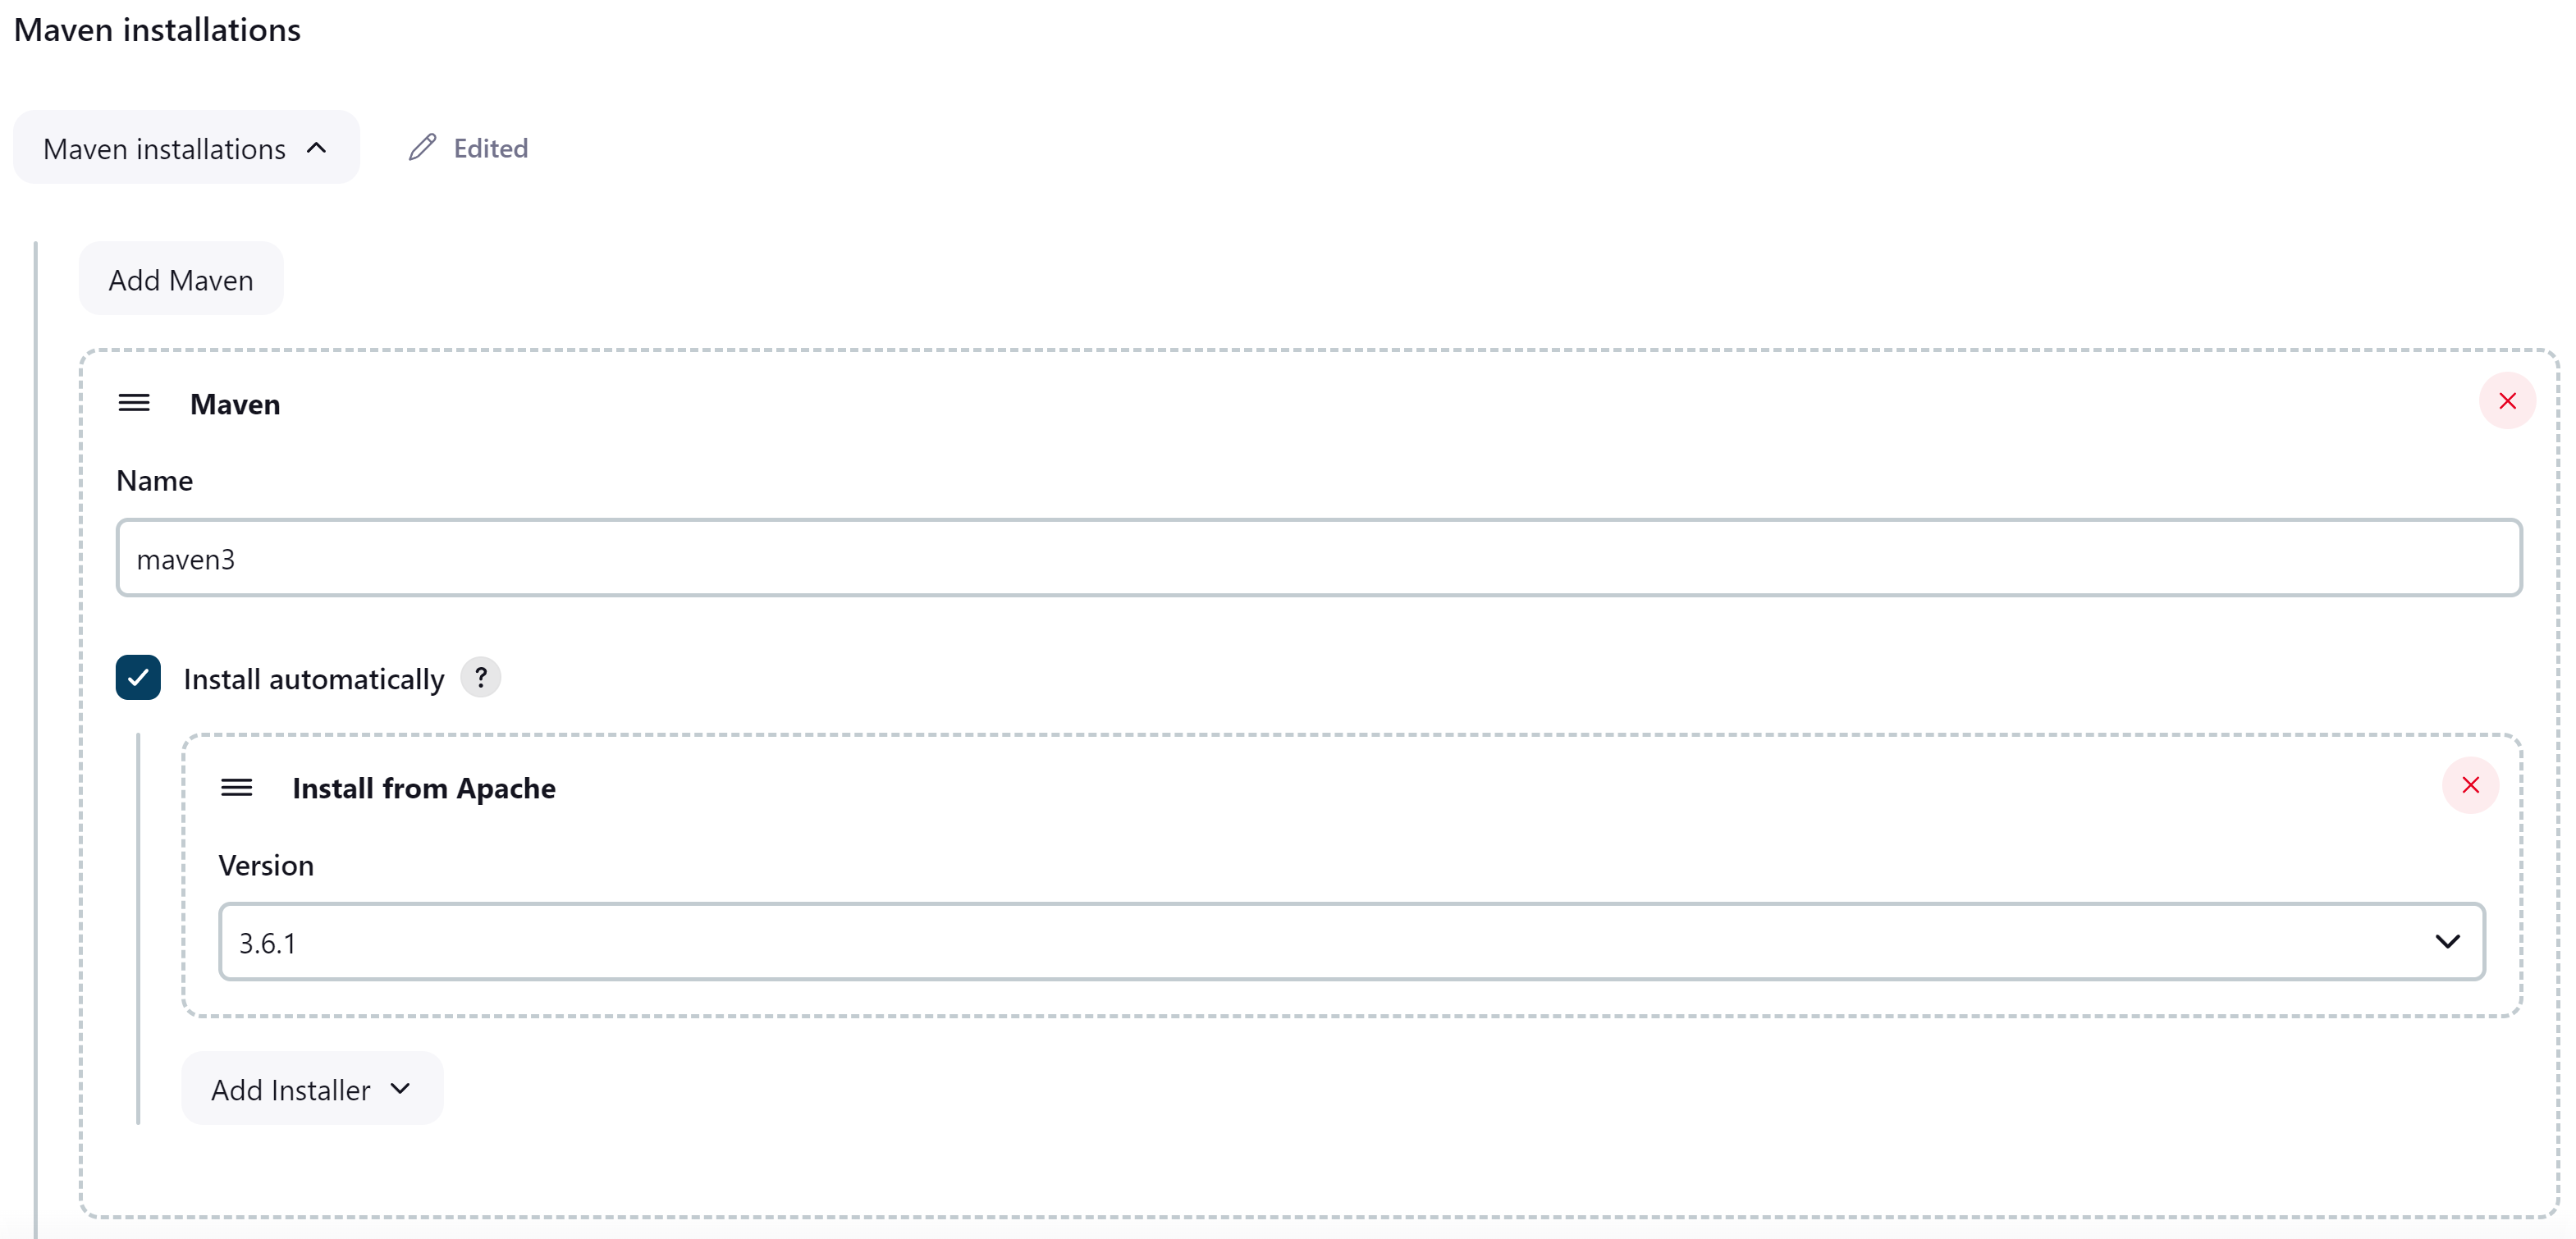 Maven installations
Maven installations
Edited
Add Maven
Maven
Name
maven3
Install automatically ?
Install from Apache
Version
3.6.1
Add Installer